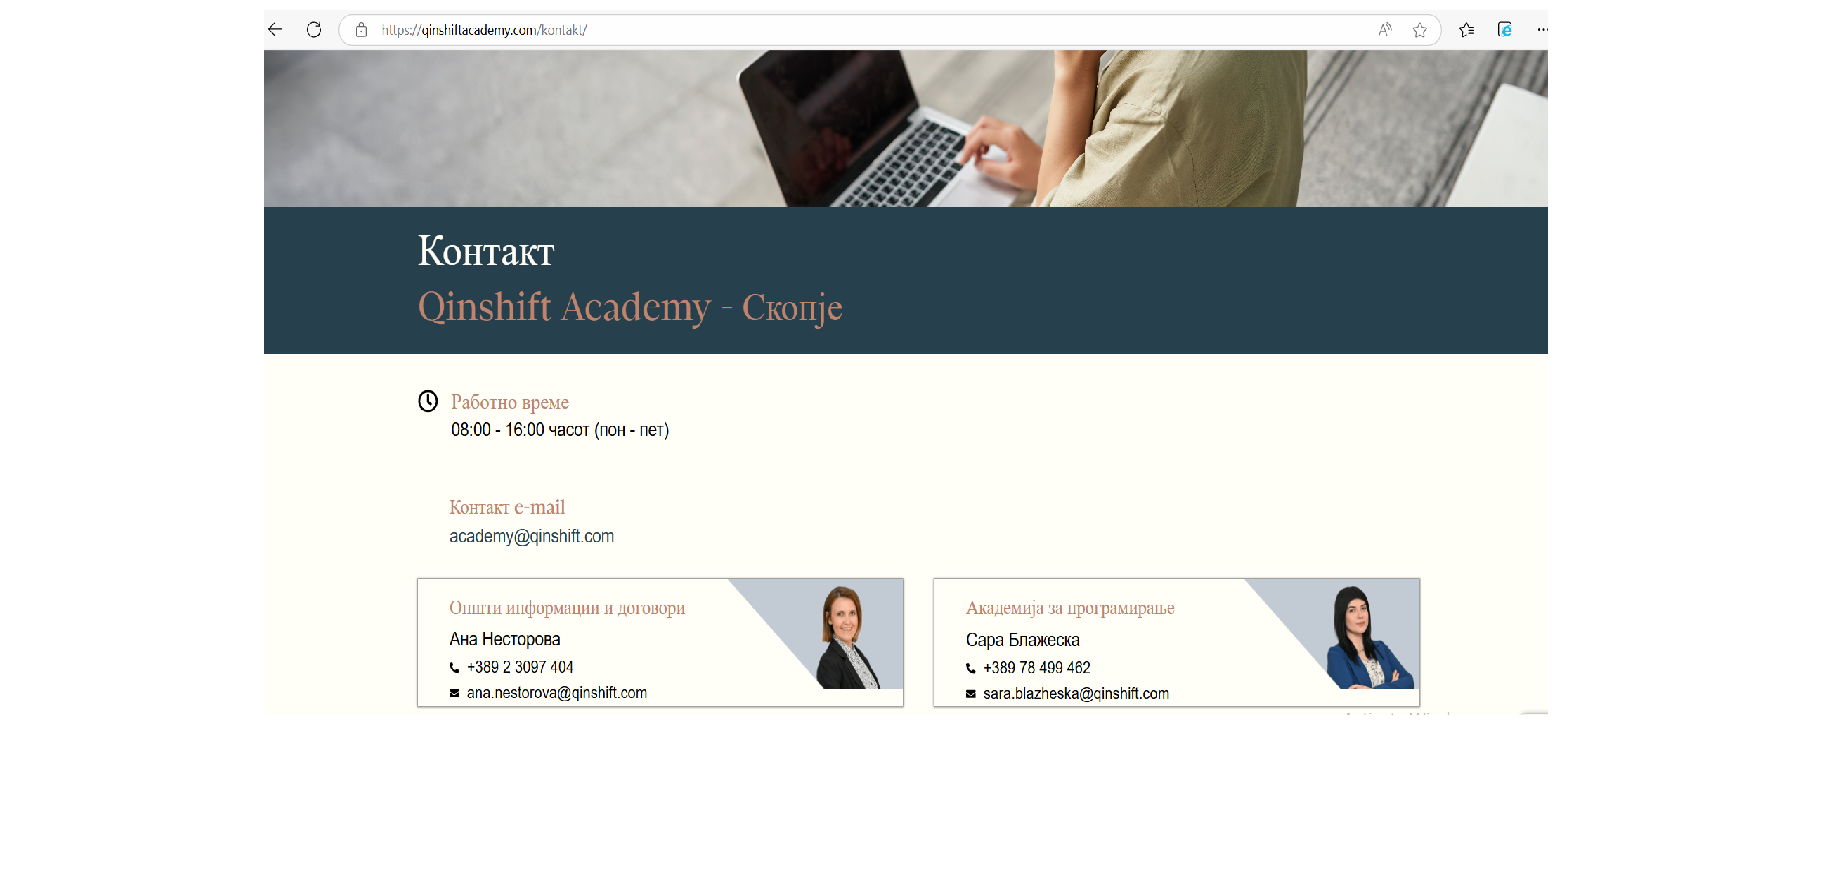 https://qinshiftacademy.com/kontakt/
Контакт
Qinshift Academy - Скопје
Работно време
08:00 - 16:00 часот (пон - пет)
Контакт e-mail
academy@qinshift.com
Општи информации и договори
Ана Несторова
+389 2 3097 404
ana.nestorova@qinshift.com
Академија за програмирање
Сара Блажеска
+389 78 499 462
sara.blazheska@qinshift.com